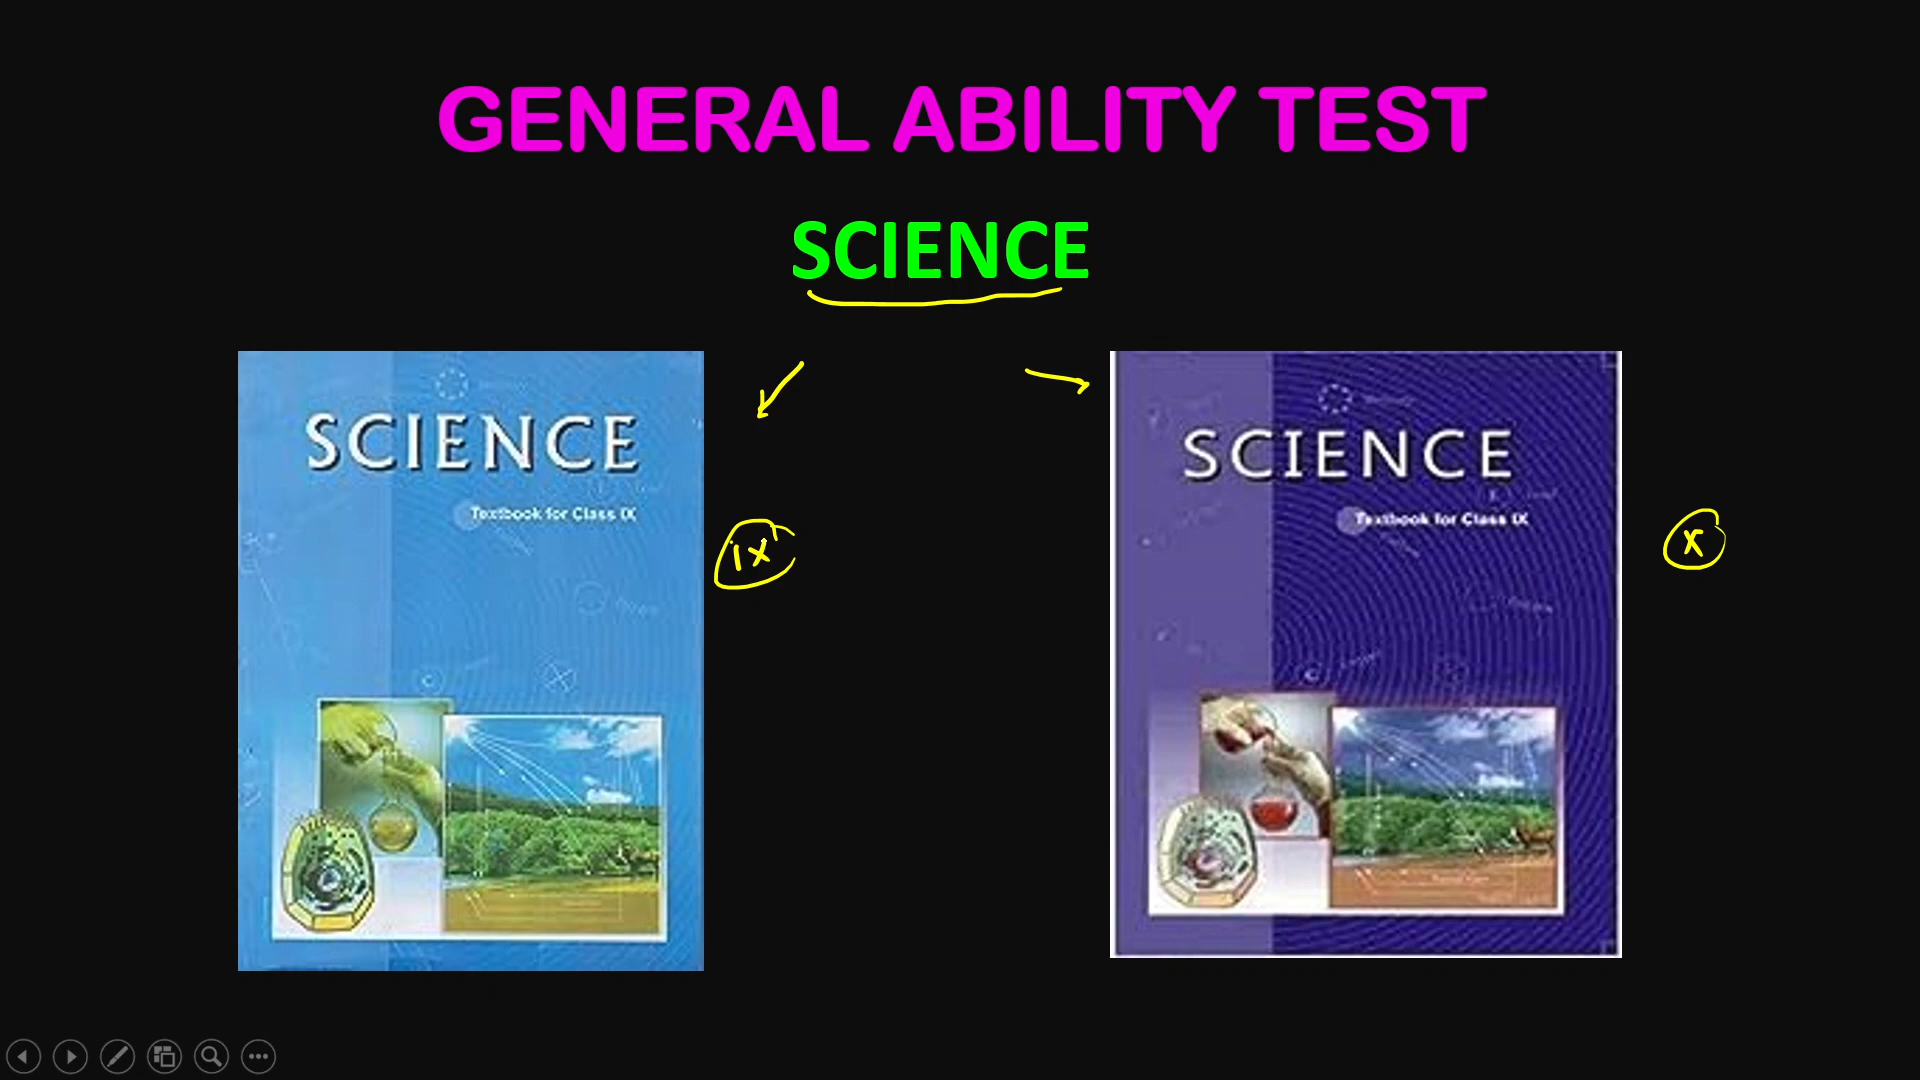 GENERAL ABILITY TEST
SCIENCE
SCIENCE
Textbook for Class IX
IX
SCIENCE
Textbook for Class IX
X